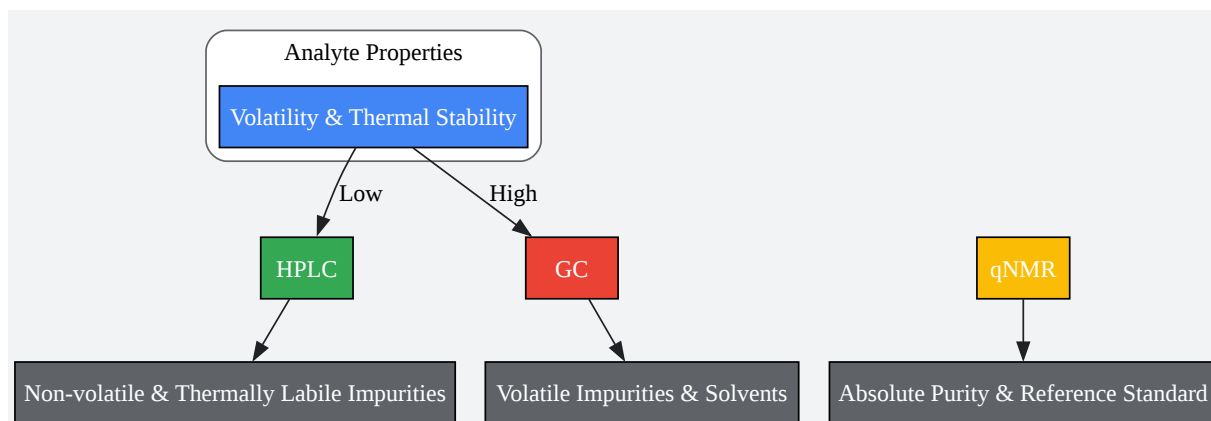 Analyte Properties
Volatility & Thermal Stability
Low
High
HPLC
GC
qNMR
Non-volatile & Thermally Labile Impurities
Volatile Impurities & Solvents
Absolute Purity & Reference Standard